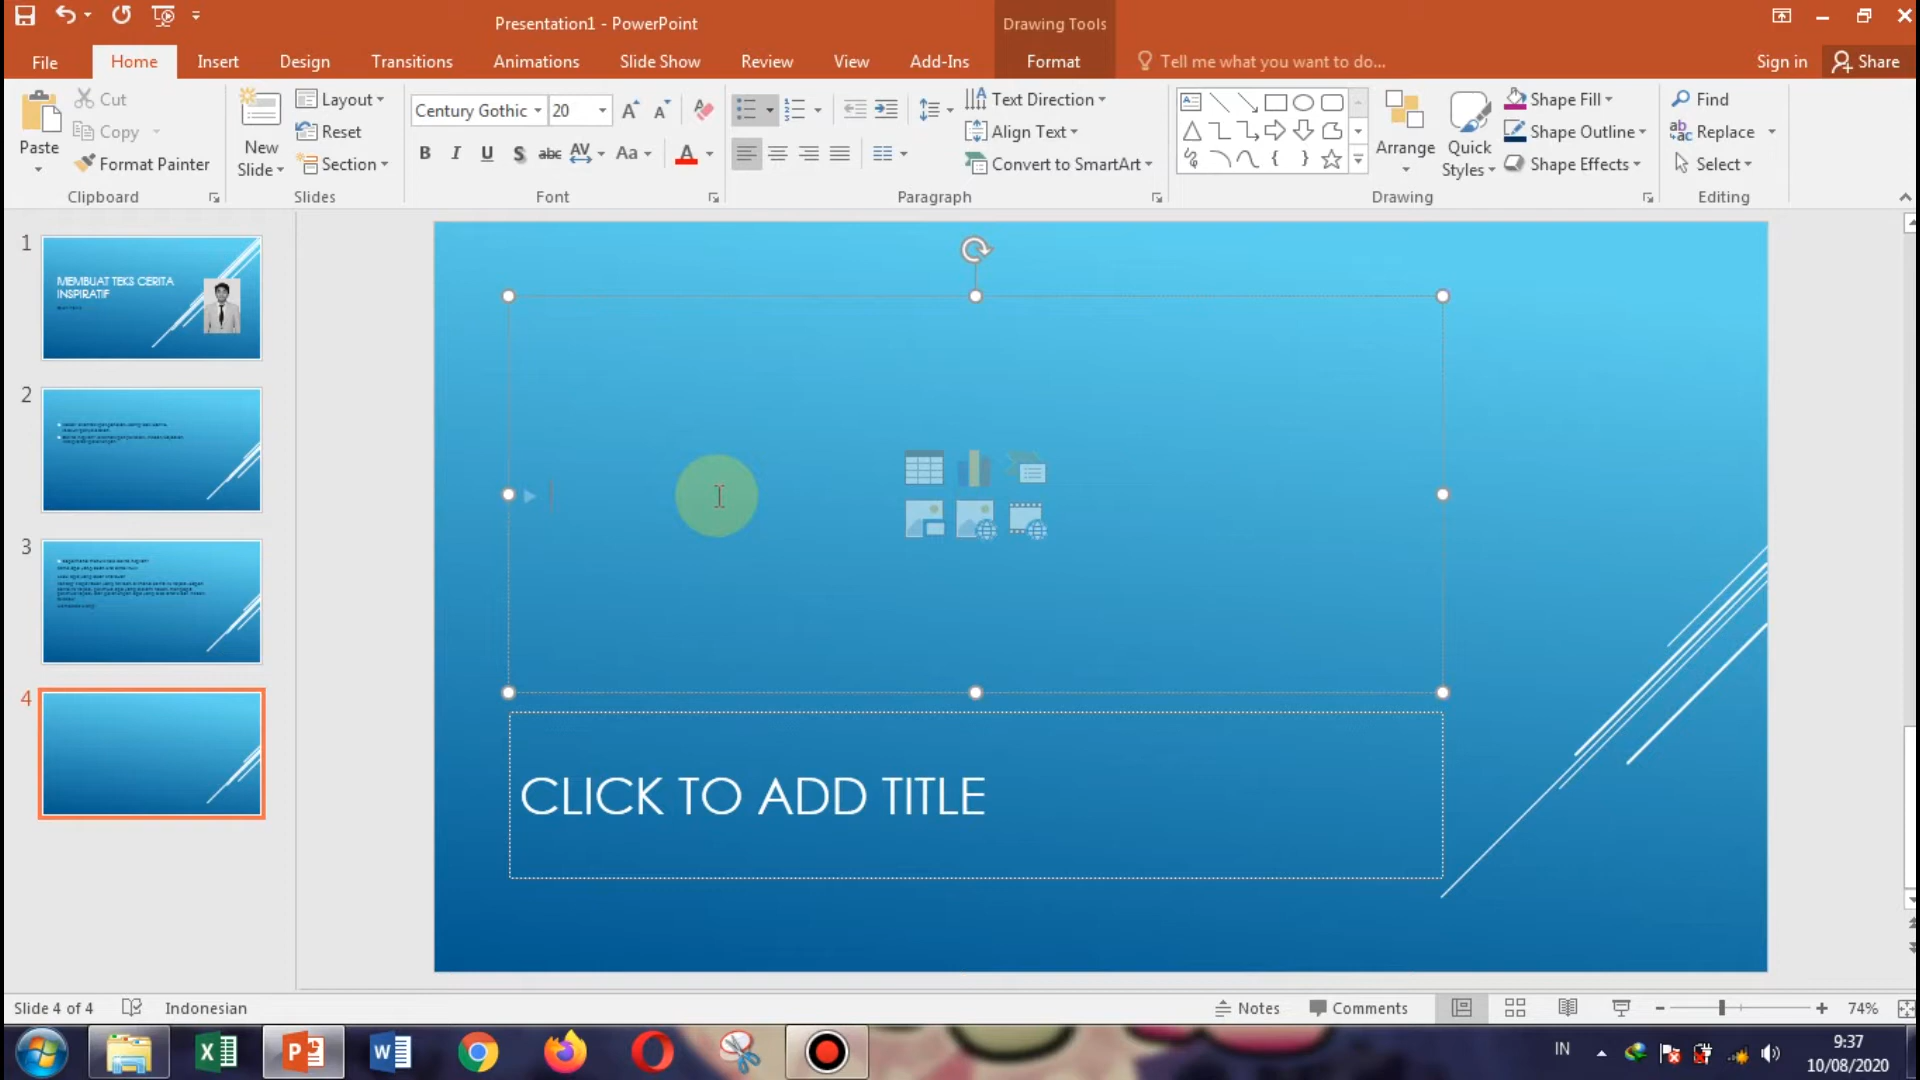 Presentation1 - PowerPoint
Drawing Tools
File
Home
Insert
Design
Transitions
Animations
Slide Show
Review
View
Add-Ins
Format
Tell me what you want to do...
Sign in
Share
Paste
Cut
Copy
Format Painter
Clipboard
New
Slide
Layout
Reset
Section
Slides
Century Gothic
20
Font
Text Direction
Align Text
Convert to SmartArt
Paragraph
Arrange
Quick
Styles
Shape Fill
Shape Outline
Shape Effects
Drawing
Find
Replace
Select
Editing
1
MEMBUAT TEKS CERITA
INSPIRATIF
2
3
4
CLICK TO ADD TITLE
Slide 4 of 4
Indonesian
Notes
Comments
74%
IN
9:37
10/08/2020